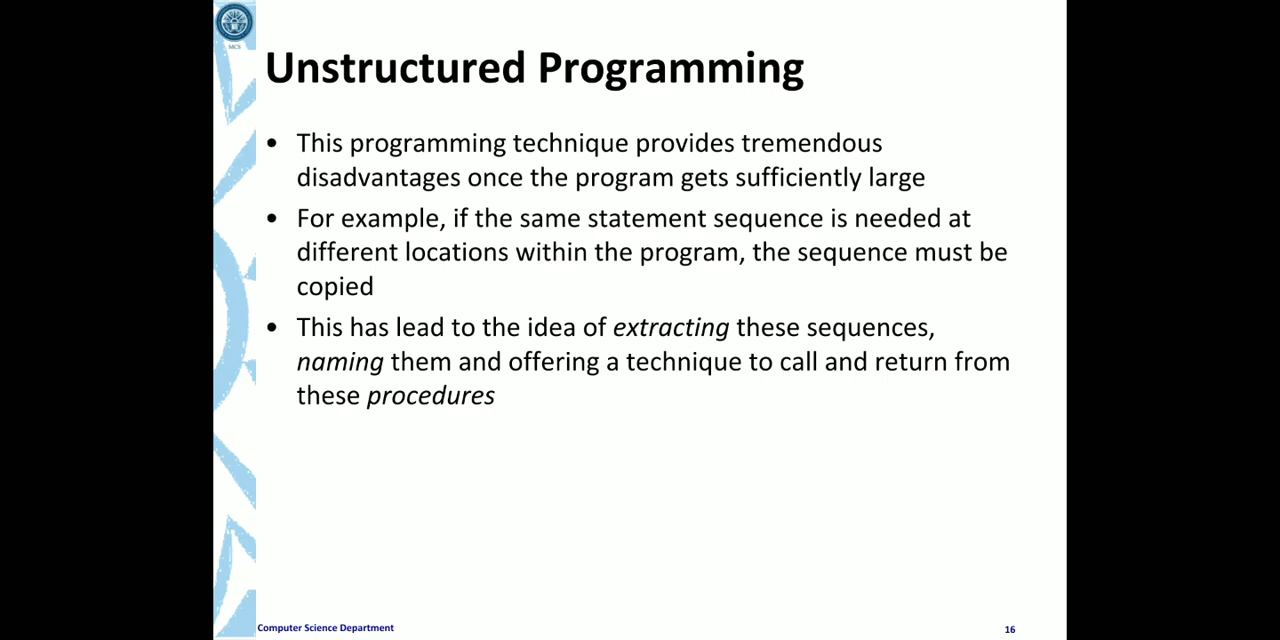 MCS
Unstructured Programming
• This programming technique provides tremendous
disadvantages once the program gets sufficiently large
• For example, if the same statement sequence is needed at
different locations within the program, the sequence must be
copied
• This has lead to the idea of extracting these sequences,
naming them and offering a technique to call and return from
these procedures
Computer Science Department
16